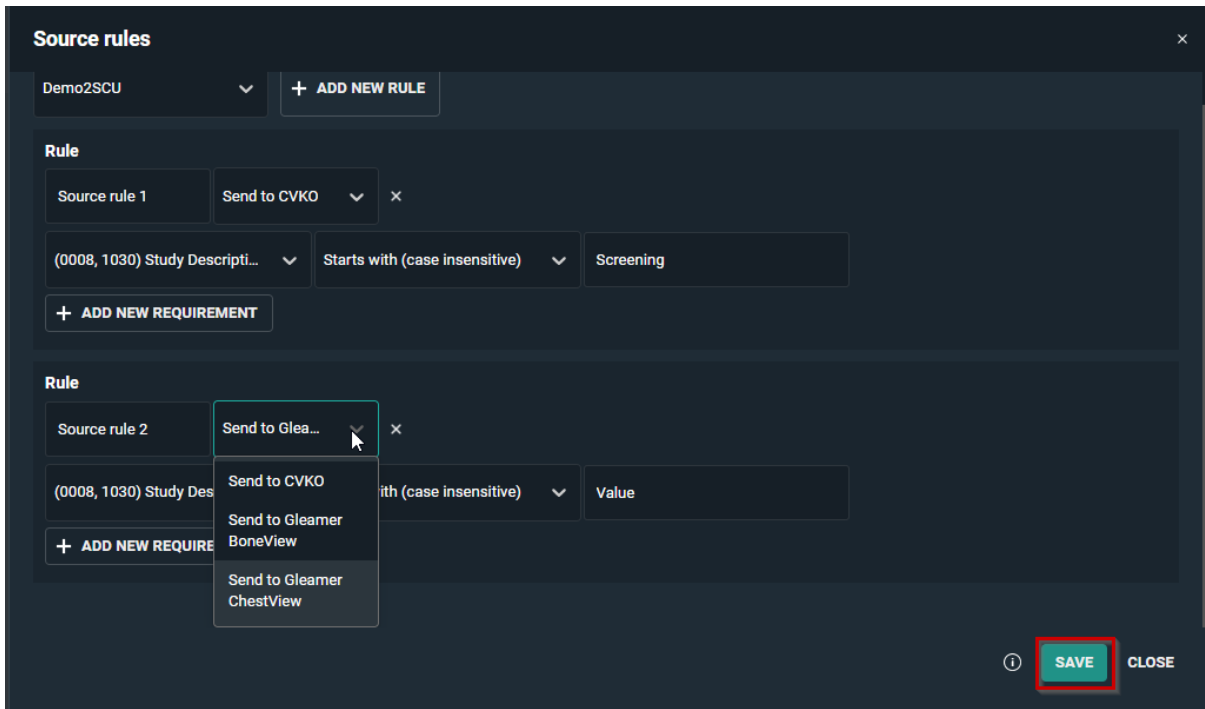 Source rules
Demo2SCU
ADD NEW RULE
Rule
Source rule 1
Send to CVKO
(0008, 1030) Study Descripti...
Starts with (case insensitive)
Screening
ADD NEW REQUIREMENT
Rule
Source rule 2
Send to Glea...
(0008, 1030) Study Des
ith (case insensitive)
Value
ADD NEW REQUIRE
Send to CVKO
Send to Gleamer
BoneView
Send to Gleamer
ChestView
SAVE
CLOSE